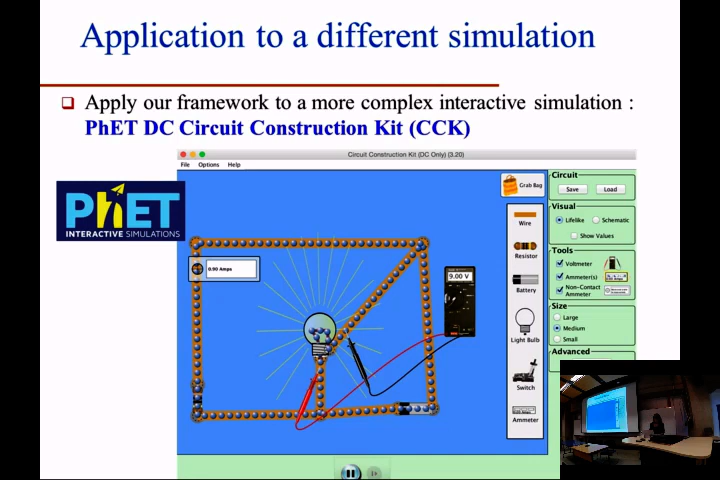 Application to a different simulation
Apply our framework to a more complex interactive simulation :
PhET DC Circuit Construction Kit (CCK)
Circuit Construction Kit (DC Only) (3.20)
File Options Help
PhET
INTERACTIVE SIMULATIONS
0.90 Amps
9.00 V
Grab Bag
Wire
Resistor
Battery
Light Bulb
Switch
Ammeter
Circuit
Save Load
Visual
Lifelike Schematic
Show Values
Tools
Voltmeter
Ammeter(s)
Non-Contact
Ammeter
Size
Large
Medium
Small
Advanced